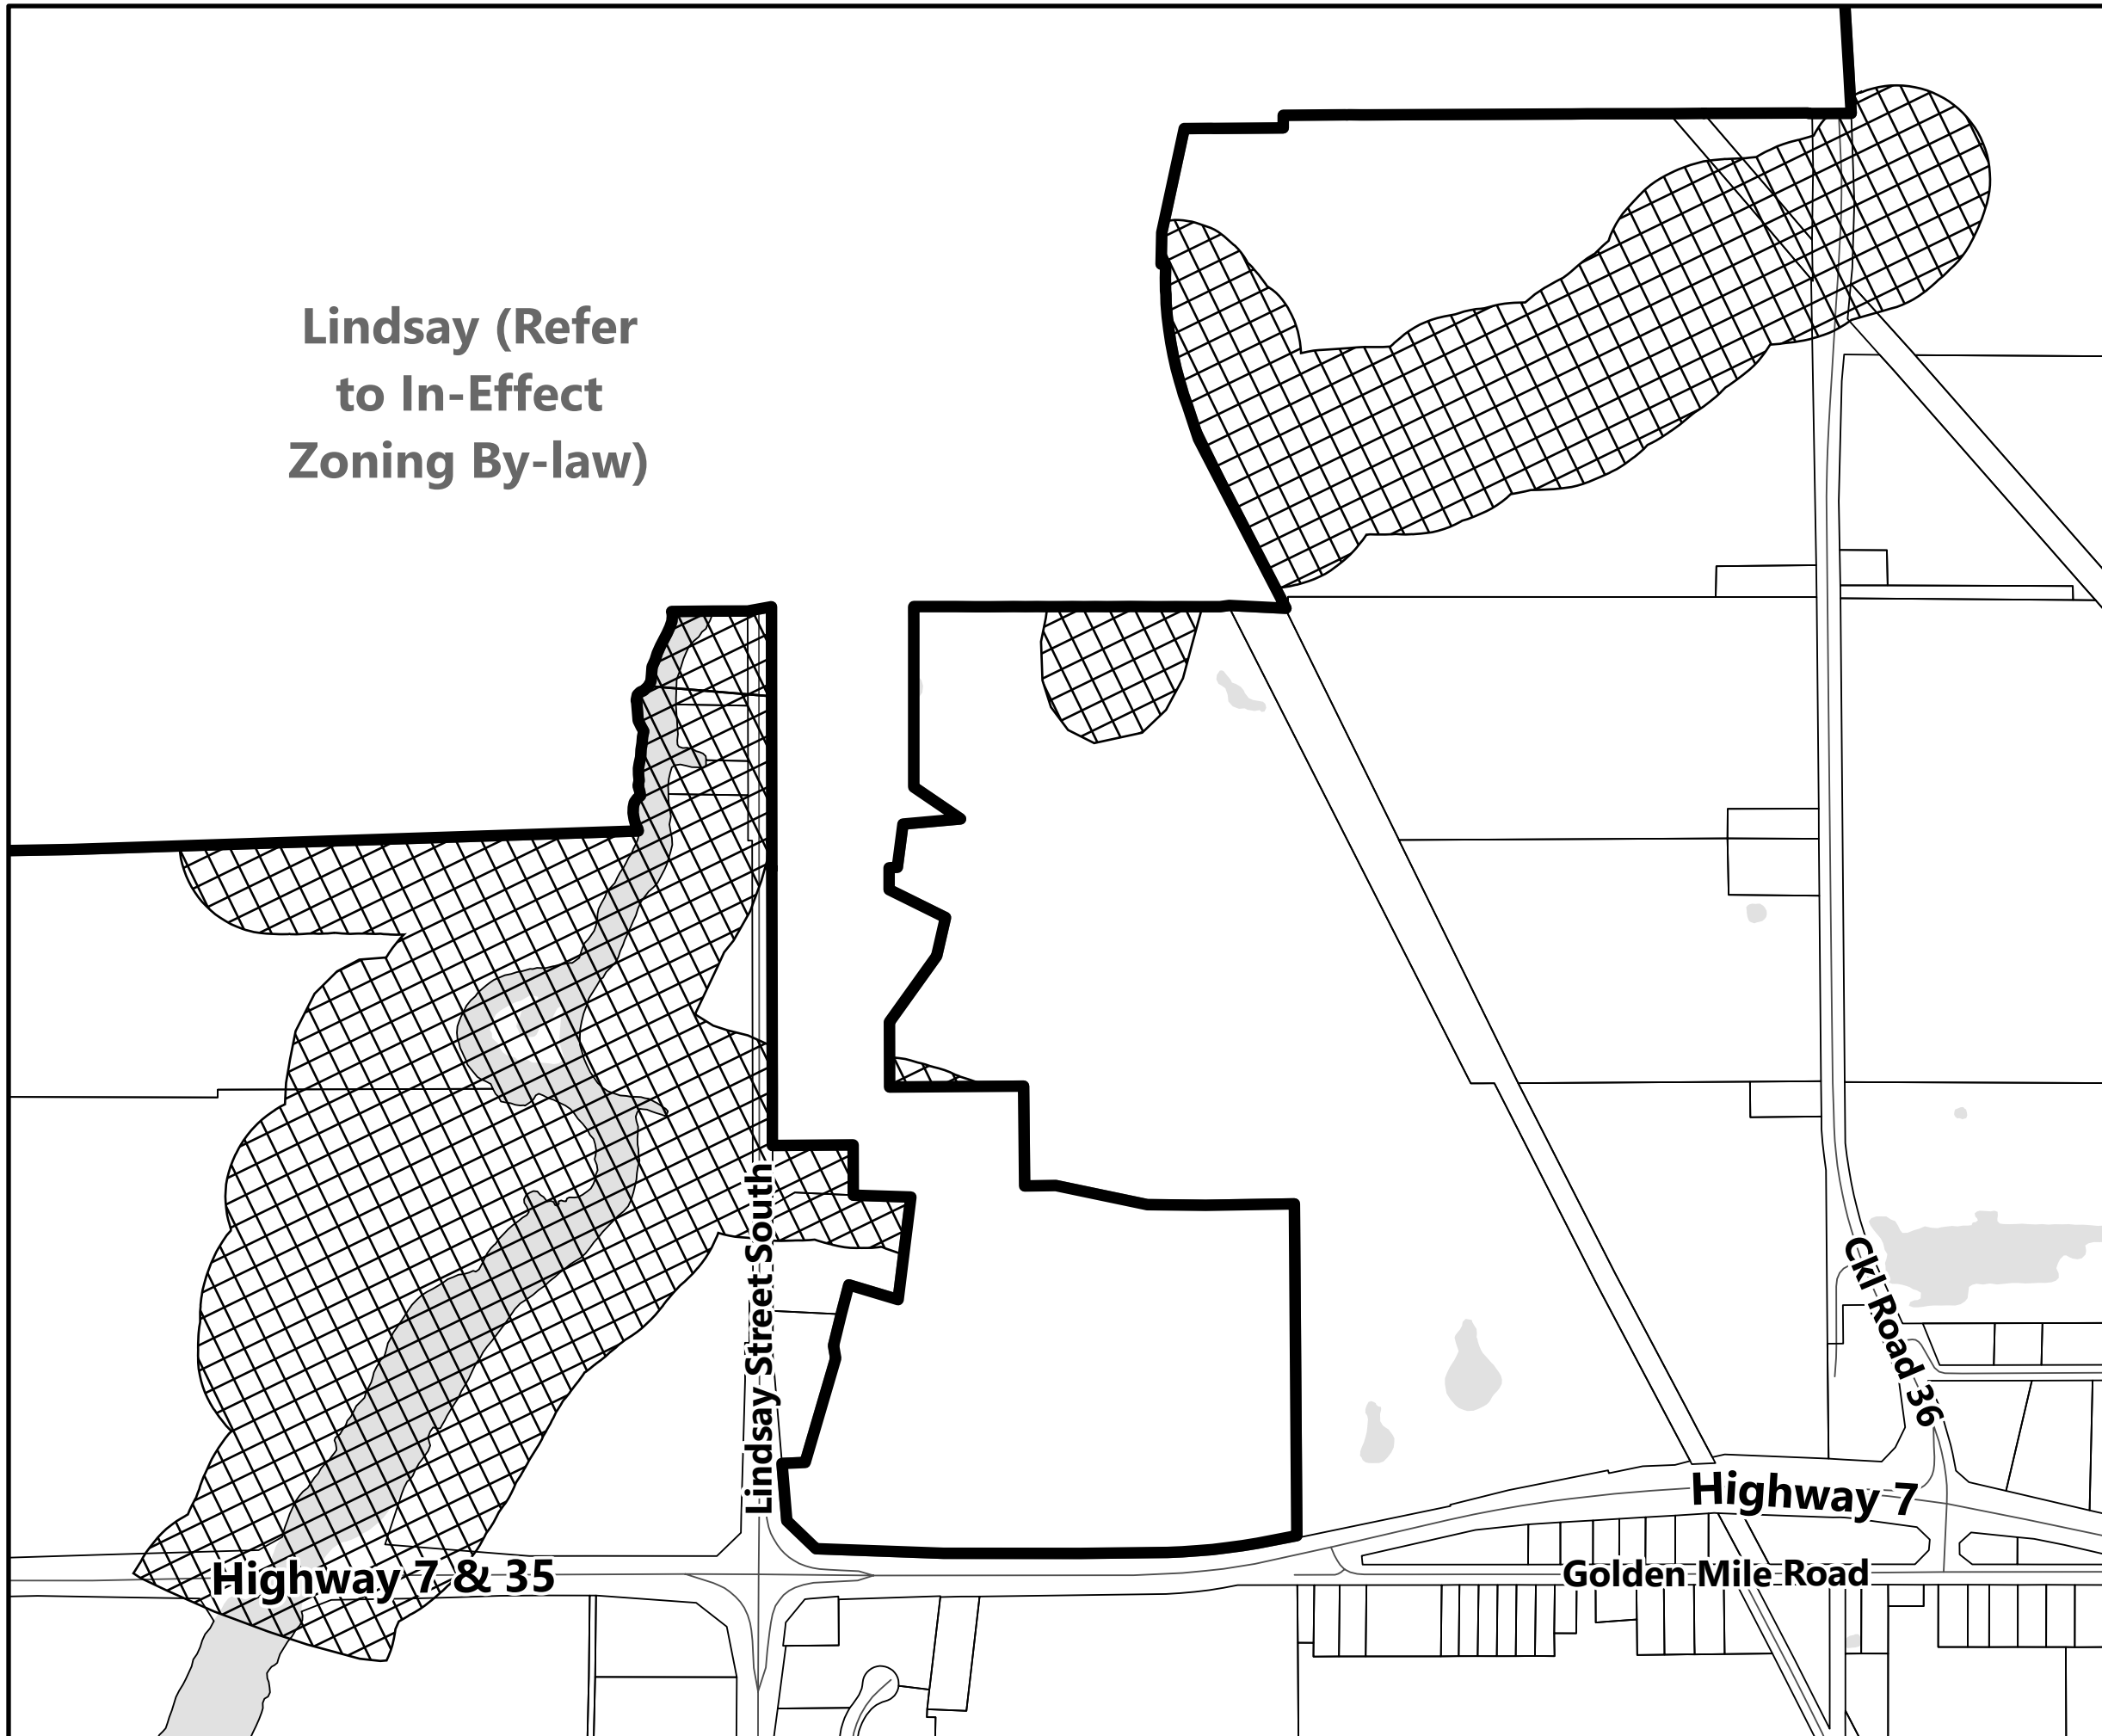 Lindsay (Refer
to In-Effect
Zoning By-law)
Lindsay Street South
Ckl Road 36
Highway 7
Highway 7 & 35
Golden Mile Road